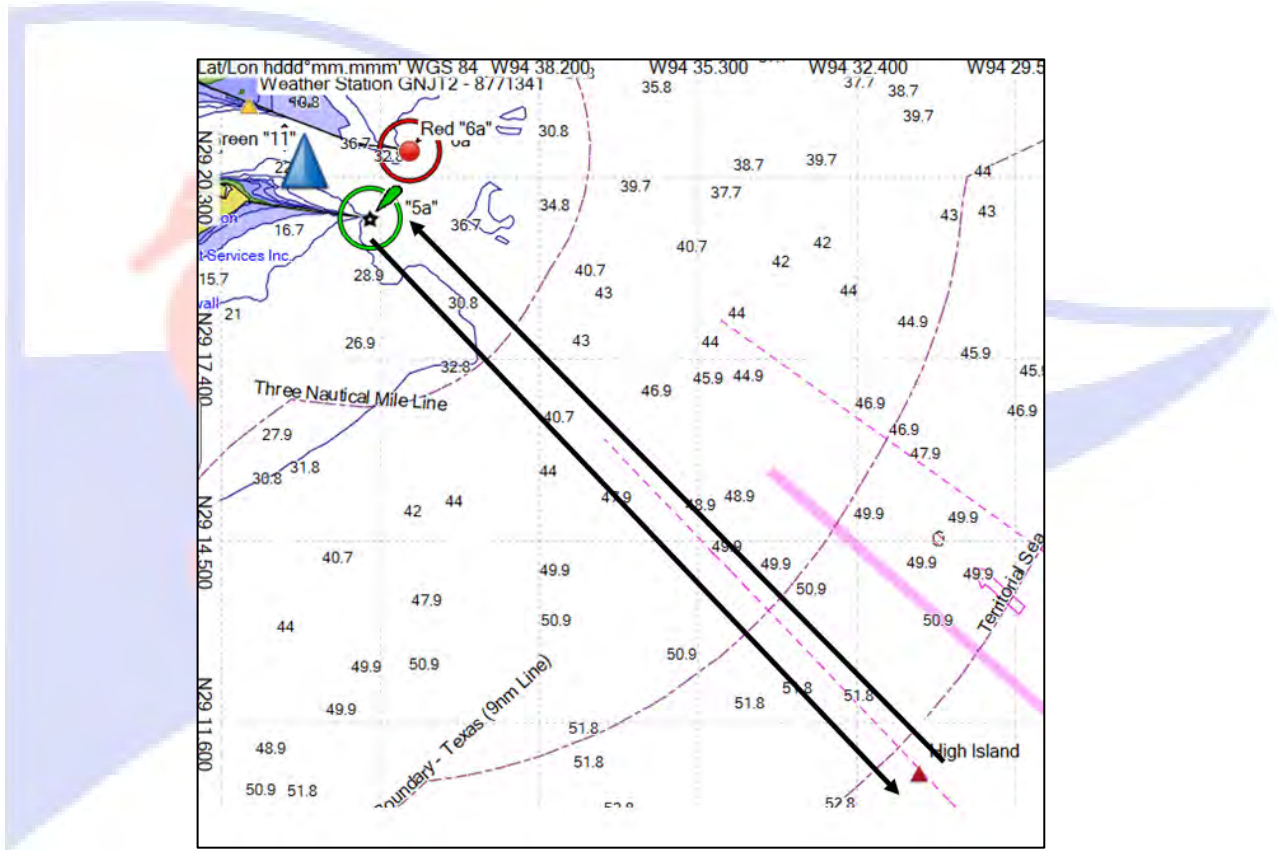 Lat/Lon hddd°mm.mmm' WGS 84 W94 38.200 W94 35.300 W94 32.400 W94 29.5
Weather Station GNJT2 - 8771341
35.8 37.7 38.7
10.8 39.7
Red "6a"
reen "11" 36.7 32.8 30.8
38.7 39.7 44
22 39.7 37.7
N29 20.300
"5a" 34.8 43 43
on 16.7 36.7 40.7 42
t Services Inc. 42
15.7 28.9 40.7 44
wall 30.8 43
21 44 44.9
N29 17.400
26.9 43 44 45.9
32.8 45.9 44.9 45.
Three Nautical Mile Line 46.9 46.9 46.9
40.7
27.9 46.9
47.9
30.8 31.8 44
42 44 47.9 48.9 48.9
N29 14.500
49.9 49.9
40.7 49.9 49.9 49.9 49.9 49.9
50.9
47.9 50.9 50.9
44 Territorial Sea
49.9 50.9 50.9
N29 11.600
49.9 51.8 51.8 51.8
oundary - Texas (9nm Line)
51.8
48.9 51.8 High Island
50.9 51.8 52.8